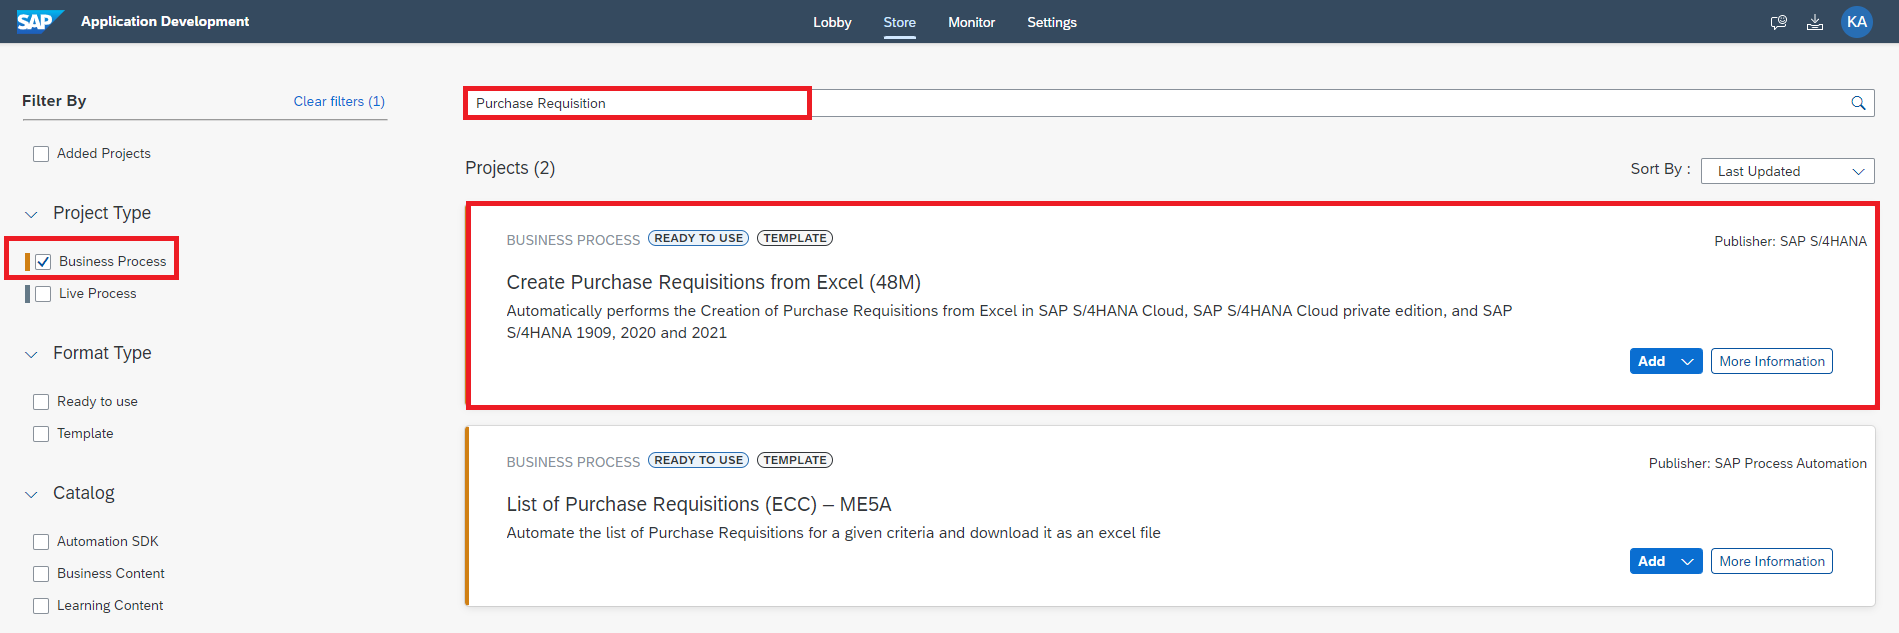 SAP Application Development Lobby Store Monitor Settings KA
Filter By Clear filters (1)
Added Projects
Project Type
Business Process
Live Process
Format Type
Ready to use
Template
Catalog
Automation SDK
Business Content
Learning Content
Purchase Requisition
Projects (2) Sort By : Last Updated
BUSINESS PROCESS READY TO USE TEMPLATE Publisher: SAP S/4HANA
Create Purchase Requisitions from Excel (48M)
Automatically performs the Creation of Purchase Requisitions from Excel in SAP S/4HANA Cloud, SAP S/4HANA Cloud private edition, and SAP
S/4HANA 1909, 2020 and 2021
Add More Information
BUSINESS PROCESS READY TO USE TEMPLATE Publisher: SAP Process Automation
List of Purchase Requisitions (ECC) – ME5A
Automate the list of Purchase Requisitions for a given criteria and download it as an excel file
Add More Information